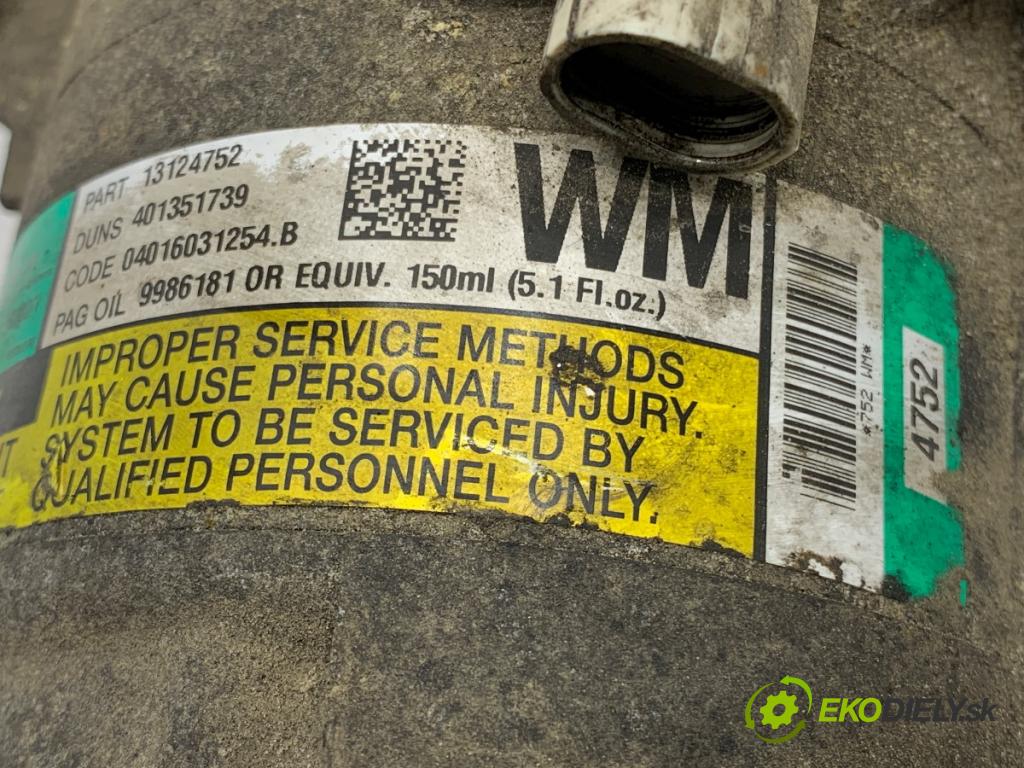 PART 13124752
DUNS 401351739
CODE 04016031254.B
PAG OIL 9986181 OR EQUIV. 150ml (5.1 Fl.oz.)
WM
IMPROPER SERVICE METHODS
MAY CAUSE PERSONAL INJURY.
SYSTEM TO BE SERVICED BY
QUALIFIED PERSONNEL ONLY.
*752 WM*
4752
EKODIELY.sk